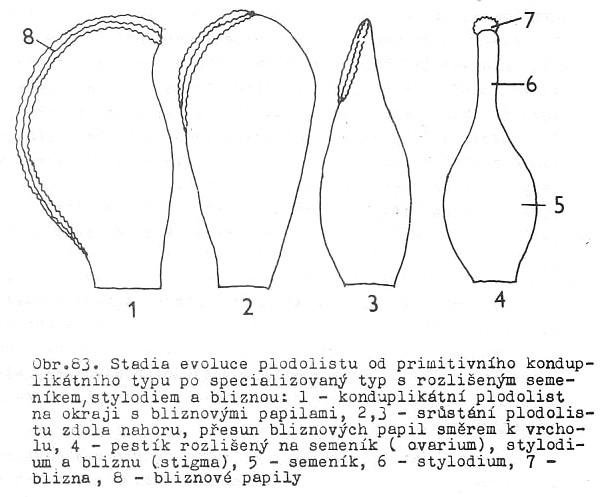 8
7
6
5
1
2
3
4
Obr.83. Stadia evoluce plodolistu od primitivního kondup-
likátního typu po specializovaný typ s rozlišeným seme-
níkem, stylodiem a bliznou: 1 - konduplikátní plodolist
na okraji s bliznovými papilami, 2,3 - srůstání plodolis-
tu zdola nahoru, přesun bliznových papil směrem k vrcho-
lu, 4 - pestík rozlišený na semeník ( ovarium), stylodi-
um a bliznu (stigma), 5 - semeník, 6 - stylodium, 7 -
blizna , 8 - bliznové papily